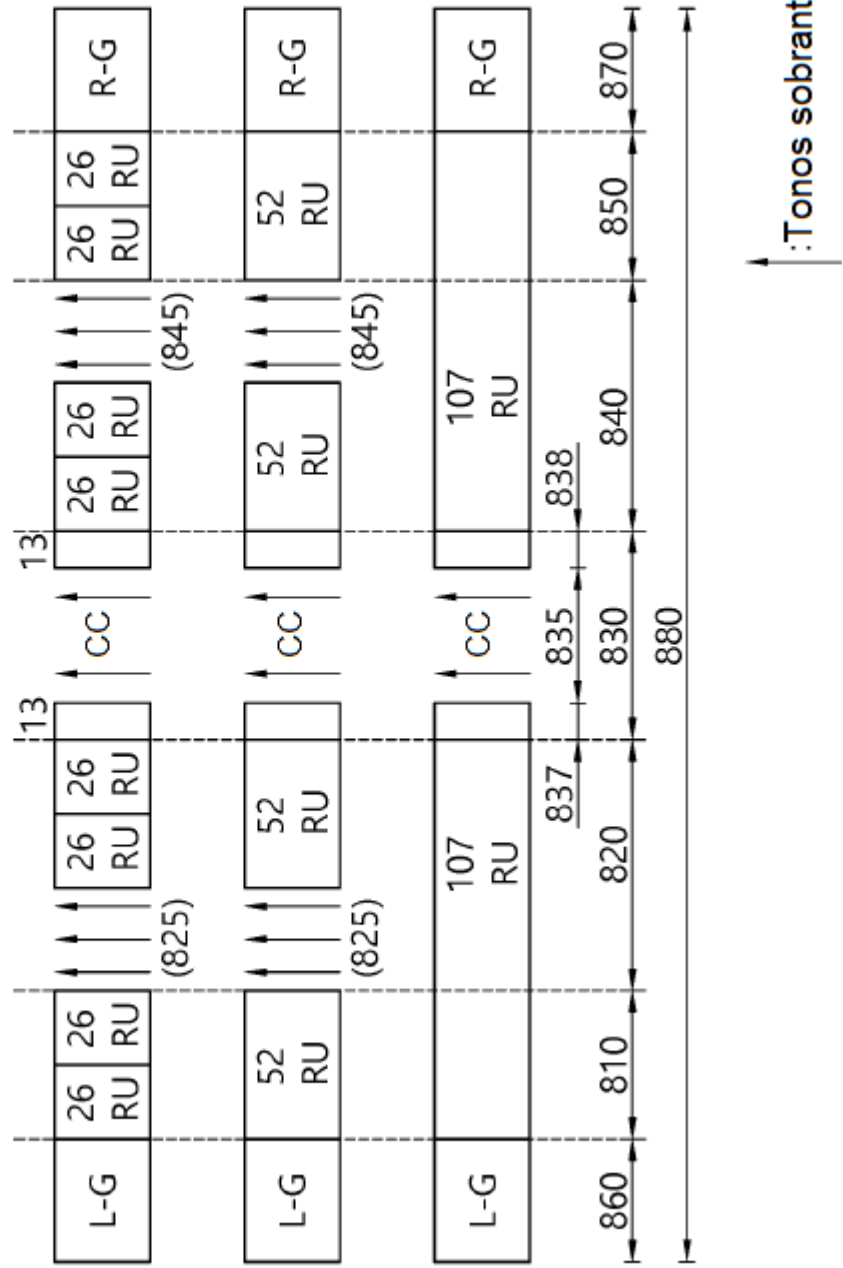 13
13
L-G
26
RU
26
RU
(825)
26
RU
26
RU
CC
26
RU
26
RU
(845)
26
RU
26
RU
R-G
L-G
52
RU
(825)
52
RU
CC
52
RU
(845)
52
RU
R-G
L-G
107
RU
CC
107
RU
R-G
837
835
838
860
810
820
830
840
850
870
880
:Tonos sobrant